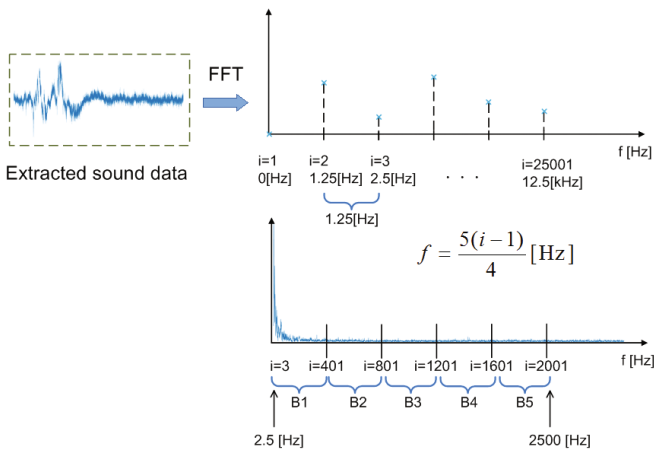 FFT
Extracted sound data
f [Hz]
i=1 i=2 i=3 i=25001
0[Hz] 1.25[Hz] 2.5[Hz] . . . 12.5[kHz]
1.25[Hz]
f = 5(i−1)/4 [Hz]
i=3 i=401 i=801 i=1201 i=1601 i=2001 f [Hz]
B1 B2 B3 B4 B5
2.5 [Hz] 2500 [Hz]